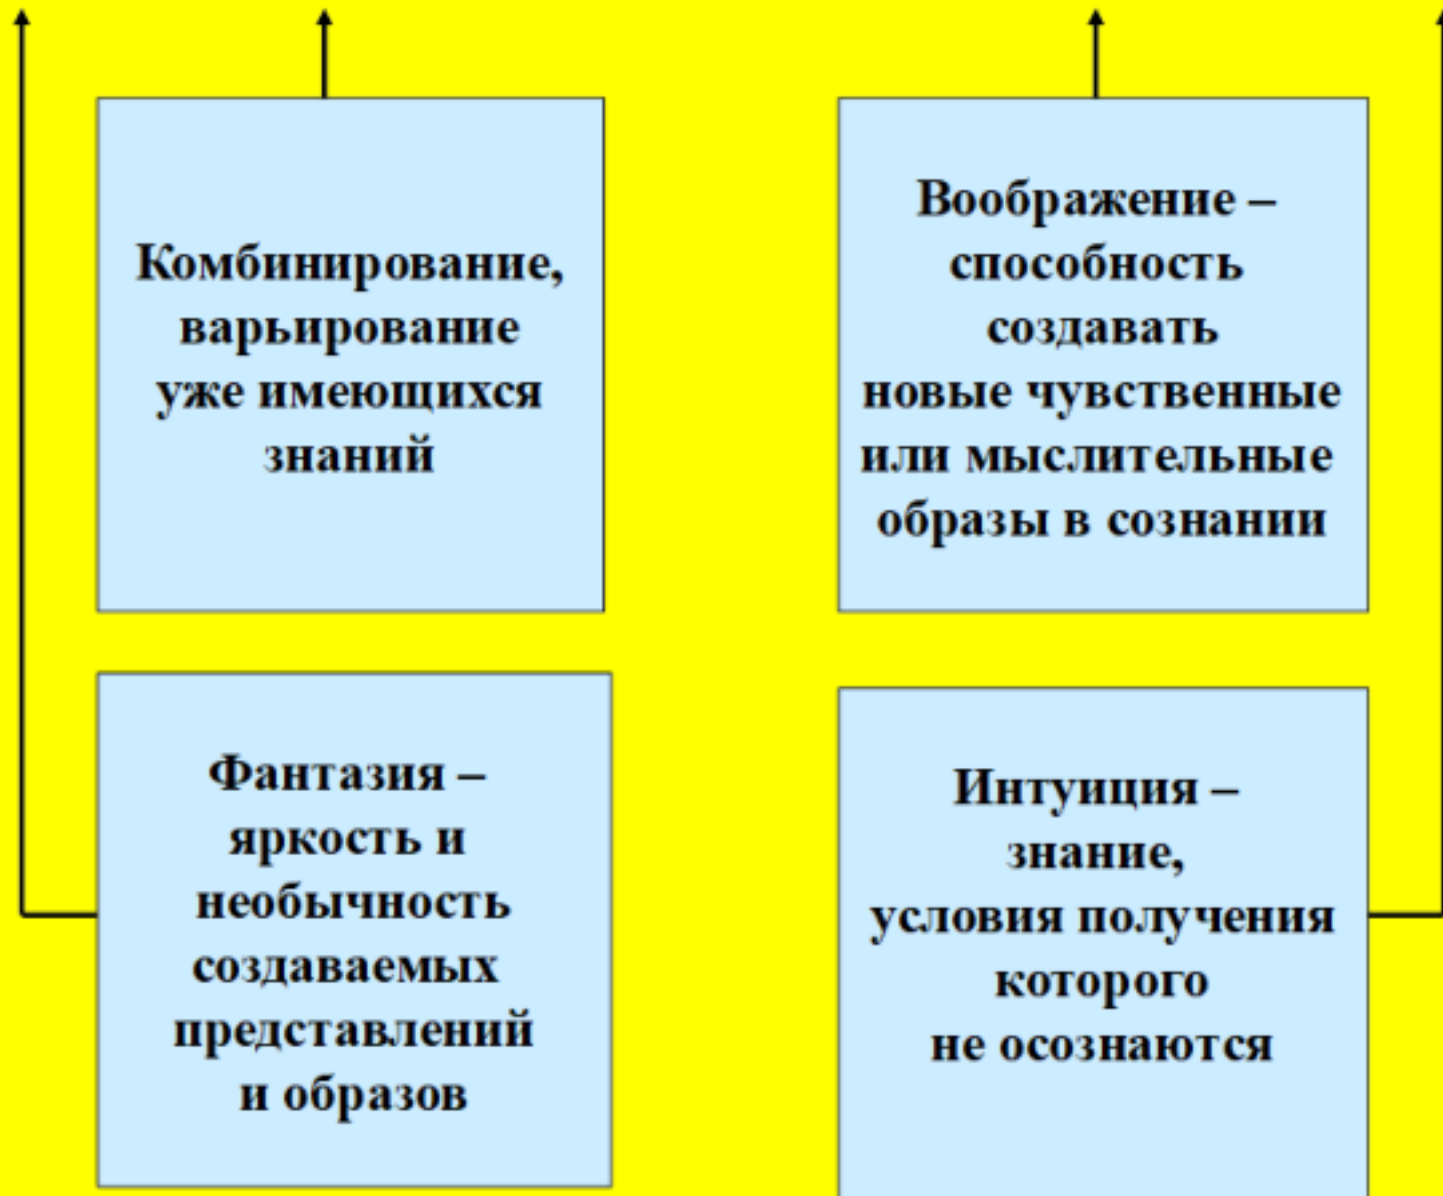 Комбинирование,
варьирование
уже имеющихся
знаний
Воображение –
способность
создавать
новые чувственные
или мыслительные
образы в сознании
Фантазия –
яркость и
необычность
создаваемых
представлений
и образов
Интуиция –
знание,
условия получения
которого
не осознаются